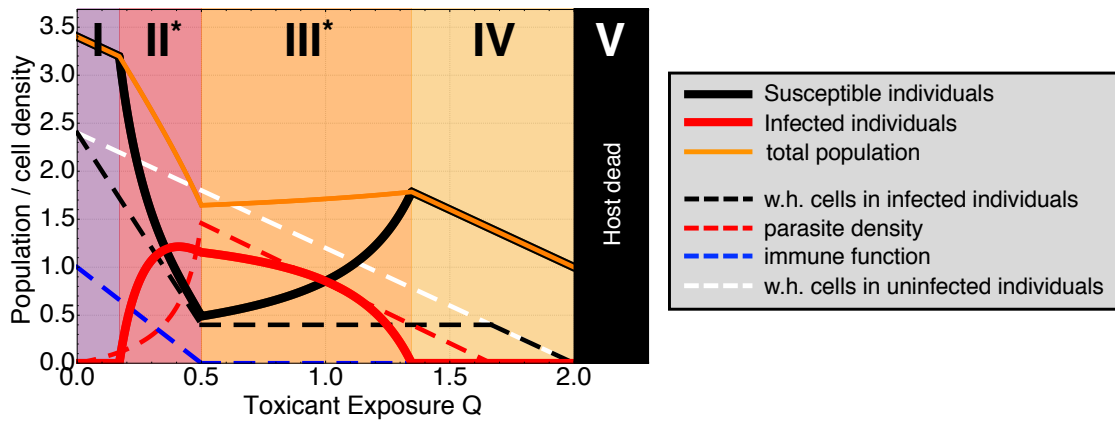 3.5
3.0
2.5
2.0
1.5
1.0
0.5
0.0
Population / cell density
I
II*
III*
IV
V
Host dead
0.0
0.5
1.0
1.5
2.0
Toxicant Exposure Q
Susceptible individuals
Infected individuals
total population
w.h. cells in infected individuals
parasite density
immune function
w.h. cells in uninfected individuals